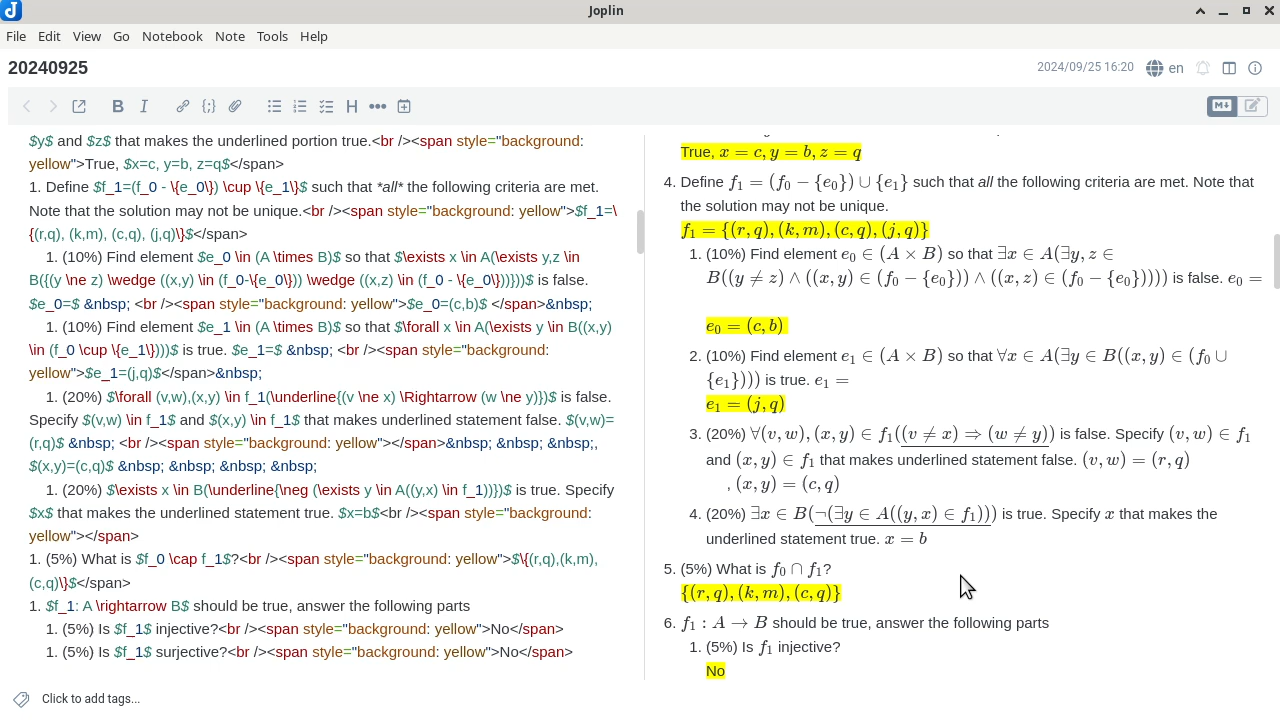 Joplin
File Edit View Go Notebook Note Tools Help
20240925
2024/09/25 16:20 en
$y$ and $z$ that makes the underlined portion true.<br /><span style="background:
yellow">True, $x=c, y=b, z=q$</span>
1. Define $f_1=(f_0 - \{e_0\}) \cup \{e_1\}$ such that *all* the following criteria are met.
Note that the solution may not be unique.<br /><span style="background: yellow">$f_1=\
{(r,q), (k,m), (c,q), (j,q)\}$</span>
1. (10%) Find element $e_0 \in (A \times B)$ so that $\exists x \in A(\exists y,z \in
B({(y \ne z) \wedge ((x,y) \in (f_0-\{e_0\})) \wedge ((x,z) \in (f_0 - \{e_0\}))}))$ is false.
$e_0=$ &nbsp; <br /><span style="background: yellow">$e_0=(c,b)$ </span>&nbsp;
1. (10%) Find element $e_1 \in (A \times B)$ so that $\forall x \in A(\exists y \in B((x,y)
\in (f_0 \cup \{e_1\})))$ is true. $e_1=$ &nbsp; <br /><span style="background:
yellow">$e_1=(j,q)$</span>&nbsp;
1. (20%) $\forall (v,w),(x,y) \in f_1(\underline{(v \ne x) \Rightarrow (w \ne y)})$ is false.
Specify $(v,w) \in f_1$ and $(x,y) \in f_1$ that makes underlined statement false. $(v,w)=
(r,q)$ &nbsp; <br /><span style="background: yellow"></span>&nbsp; &nbsp; &nbsp;,
$(x,y)=(c,q)$ &nbsp; &nbsp; &nbsp; &nbsp;
1. (20%) $\exists x \in B(\underline{\neg (\exists y \in A((y,x) \in f_1))})$ is true. Specify
$x$ that makes the underlined statement true. $x=b$<br /><span style="background:
yellow"></span>
1. (5%) What is $f_0 \cap f_1$?<br /><span style="background: yellow">$\{(r,q),(k,m),
(c,q)\}$</span>
1. $f_1: A \rightarrow B$ should be true, answer the following parts
1. (5%) Is $f_1$ injective?<br /><span style="background: yellow">No</span>
1. (5%) Is $f_1$ surjective?<br /><span style="background: yellow">No</span>
True, x = c, y = b, z = q
4. Define f₁ = (f₀ − {e₀}) ∪ {e₁} such that all the following criteria are met. Note that
the solution may not be unique.
f₁ = {(r, q), (k, m), (c, q), (j, q)}
1. (10%) Find element e₀ ∈ (A × B) so that ∃x ∈ A(∃y, z ∈
B((y ≠ z) ∧ ((x, y) ∈ (f₀ − {e₀})) ∧ ((x, z) ∈ (f₀ − {e₀})))) is false. e₀ =
e₀ = (c, b)
2. (10%) Find element e₁ ∈ (A × B) so that ∀x ∈ A(∃y ∈ B((x, y) ∈ (f₀ ∪
{e₁}))) is true. e₁ =
e₁ = (j, q)
3. (20%) ∀(v, w), (x, y) ∈ f₁((v ≠ x) ⇒ (w ≠ y)) is false. Specify (v, w) ∈ f₁
and (x, y) ∈ f₁ that makes underlined statement false. (v, w) = (r, q)
, (x, y) = (c, q)
4. (20%) ∃x ∈ B(¬(∃y ∈ A((y, x) ∈ f₁))) is true. Specify x that makes the
underlined statement true. x = b
5. (5%) What is f₀ ∩ f₁?
{(r, q), (k, m), (c, q)}
6. f₁ : A → B should be true, answer the following parts
1. (5%) Is f₁ injective?
No
Click to add tags...